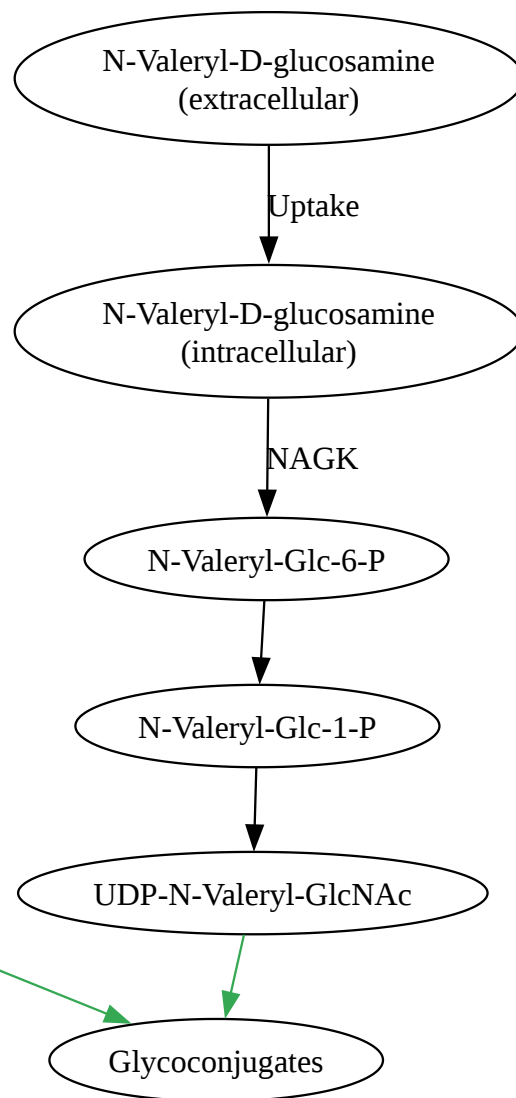 N-Valeryl-D-glucosamine
(extracellular)
Uptake
N-Valeryl-D-glucosamine
(intracellular)
NAGK
N-Valeryl-Glc-6-P
N-Valeryl-Glc-1-P
UDP-N-Valeryl-GlcNAc
Glycoconjugates